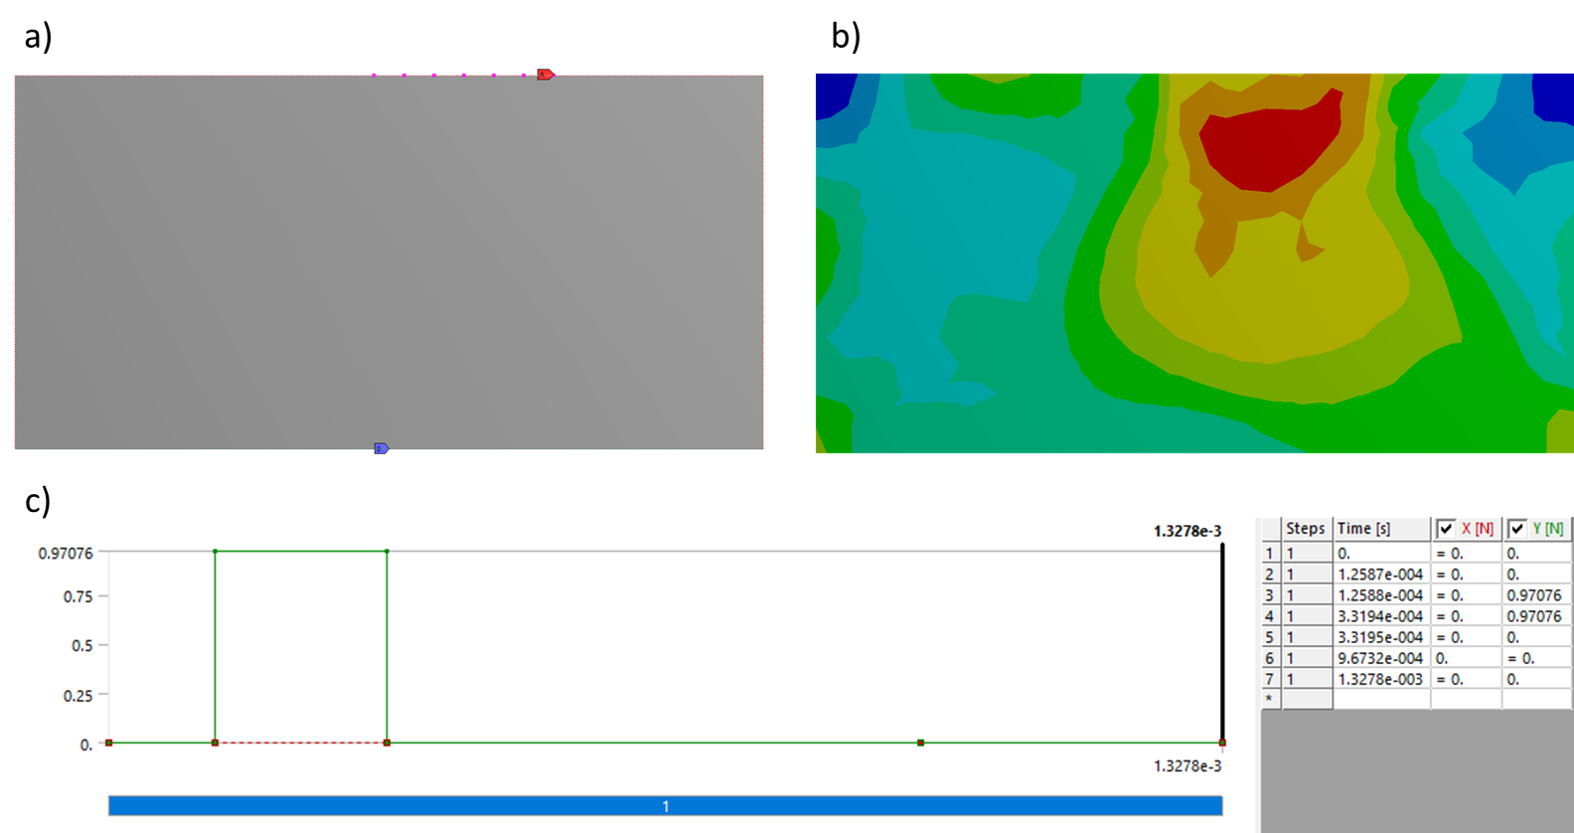 a)
b)
c)
1.3278e-3
0.97076
0.75
0.5
0.25
0.
1.3278e-3
1
Steps Time [s] X [N] Y [N]
1 1 0. = 0. 0.
2 1 1.2587e-004 = 0. 0.
3 1 1.2588e-004 = 0. 0.97076
4 1 3.3194e-004 = 0. 0.97076
5 1 3.3195e-004 = 0. 0.
6 1 9.6732e-004 0. = 0.
7 1 1.3278e-003 = 0. 0.
*